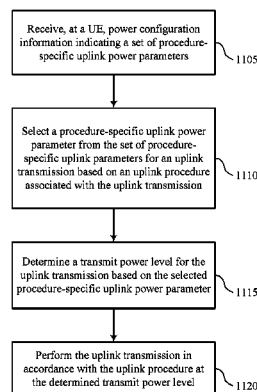 Receive, at a UE, power configuration
information indicating a set of procedure-
specific uplink power parameters
1105
Select a procedure-specific uplink power
parameter from the set of procedure-
specific uplink parameters for an uplink
transmission based on an uplink procedure
associated with the uplink transmission
1110
Determine a transmit power level for the
uplink transmission based on the selected
procedure-specific uplink power parameter
1115
Perform the uplink transmission in
accordance with the uplink procedure at
the determined transmit power level
1120